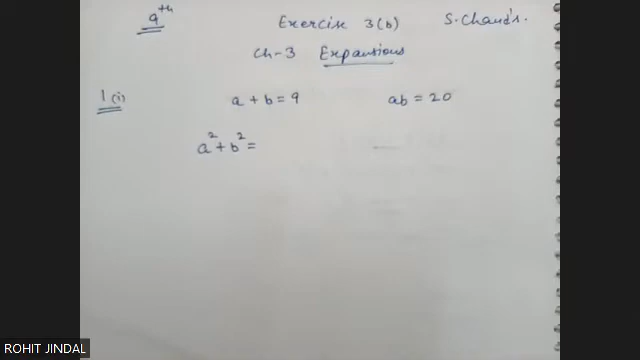 9th Exercise 3(b) S. Chand's.
Ch-3 Expansions
1(i) a + b = 9 ab = 20
a² + b² =
ROHIT JINDAL